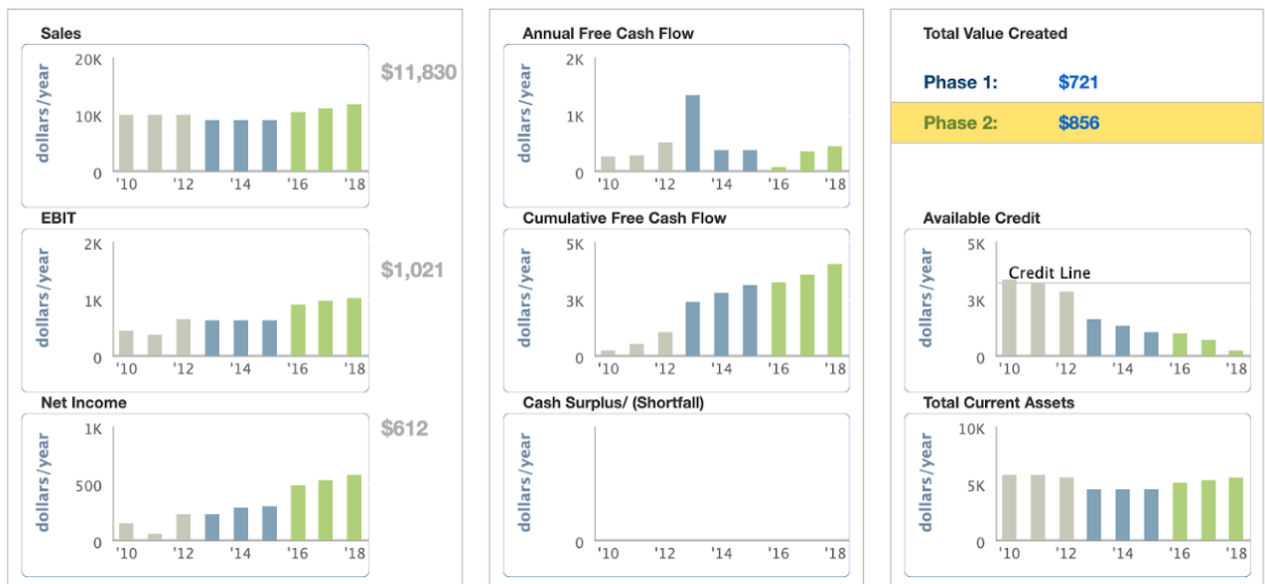 Sales
dollars/year
20K
10K
0
'10 '12 '14 '16 '18
$11,830
EBIT
dollars/year
2K
1K
0
'10 '12 '14 '16 '18
$1,021
Net Income
dollars/year
1K
500
0
'10 '12 '14 '16 '18
$612
Annual Free Cash Flow
dollars/year
2K
1K
0
'10 '12 '14 '16 '18
Cumulative Free Cash Flow
dollars/year
5K
3K
0
'10 '12 '14 '16 '18
Cash Surplus/ (Shortfall)
dollars/year
0
'10 '12 '14 '16 '18
Total Value Created
Phase 1: $721
Phase 2: $856
Available Credit
dollars/year
5K
Credit Line
3K
0
'10 '12 '14 '16 '18
Total Current Assets
dollars/year
10K
5K
0
'10 '12 '14 '16 '18